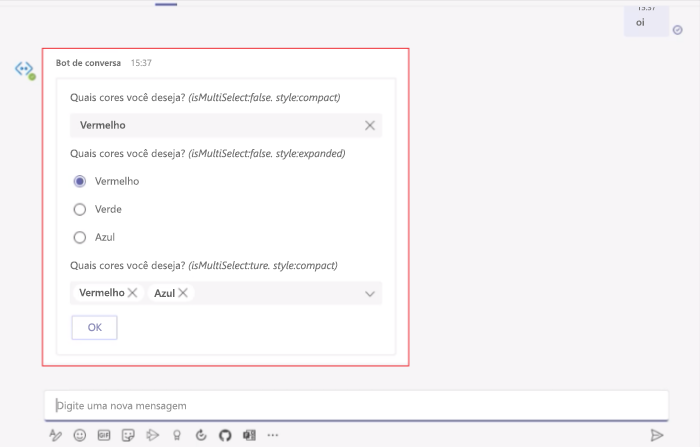 15:37
oi
Bot de conversa 15:37
Quais cores você deseja? (isMultiSelect:false. style:compact)
Vermelho
Quais cores você deseja? (isMultiSelect:false. style:expanded)
Vermelho
Verde
Azul
Quais cores você deseja? (isMultiSelect:ture. style:compact)
Vermelho Azul
OK
Digite uma nova mensagem
GIF